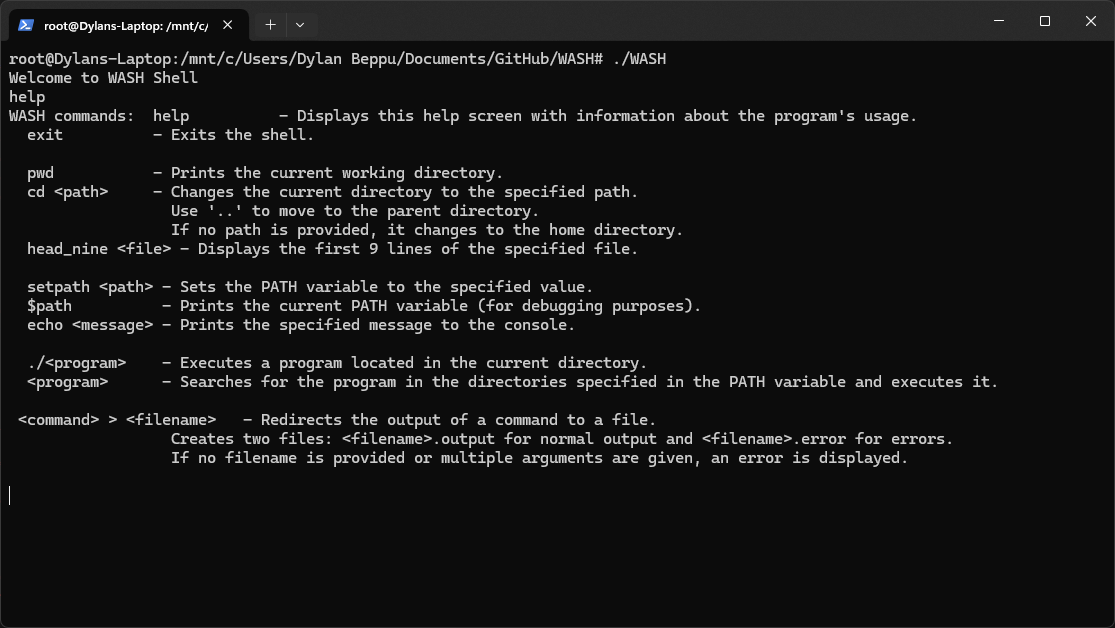 root@Dylans-Laptop: /mnt/c/
root@Dylans-Laptop:/mnt/c/Users/Dylan Beppu/Documents/GitHub/WASH# ./WASH
Welcome to WASH Shell
help
WASH commands:  help          - Displays this help screen with information about the program's usage.
  exit          - Exits the shell.

  pwd           - Prints the current working directory.
  cd <path>     - Changes the current directory to the specified path.
                  Use '..' to move to the parent directory.
                  If no path is provided, it changes to the home directory.
  head_nine <file> - Displays the first 9 lines of the specified file.

  setpath <path> - Sets the PATH variable to the specified value.
  $path          - Prints the current PATH variable (for debugging purposes).
  echo <message> - Prints the specified message to the console.

  ./<program>    - Executes a program located in the current directory.
  <program>      - Searches for the program in the directories specified in the PATH variable and executes it.

 <command> > <filename>   - Redirects the output of a command to a file.
                  Creates two files: <filename>.output for normal output and <filename>.error for errors.
                  If no filename is provided or multiple arguments are given, an error is displayed.